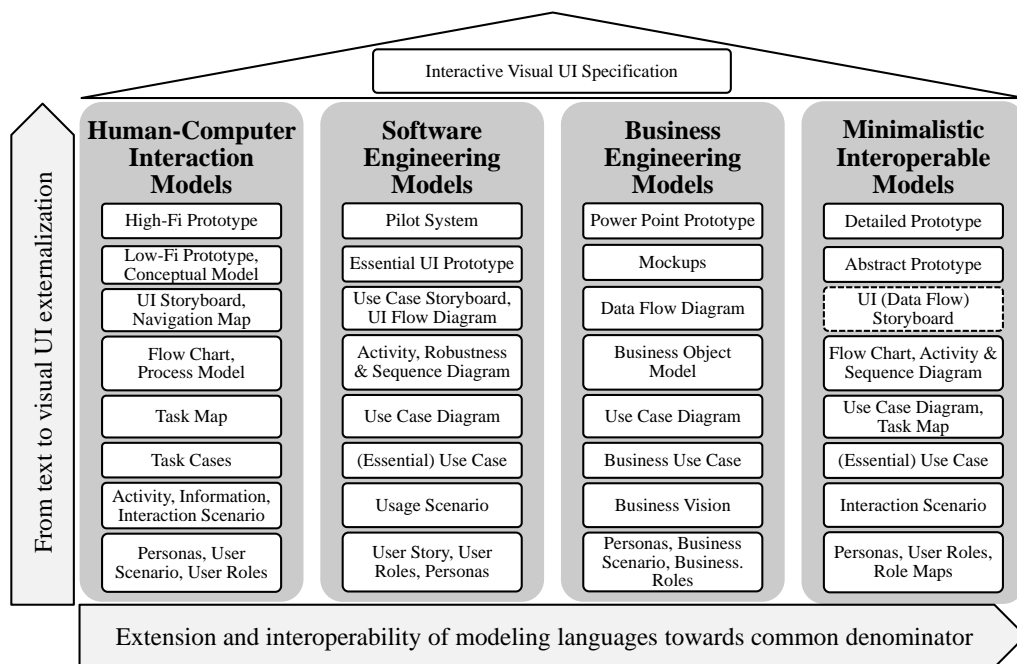 Interactive Visual UI Specification
From text to visual UI externalization
Human-Computer
Interaction
Models
High-Fi Prototype
Low-Fi Prototype,
Conceptual Model
UI Storyboard,
Navigation Map
Flow Chart,
Process Model
Task Map
Task Cases
Activity, Information,
Interaction Scenario
Personas, User
Scenario, User Roles
Software
Engineering
Models
Pilot System
Essential UI Prototype
Use Case Storyboard,
UI Flow Diagram
Activity, Robustness
& Sequence Diagram
Use Case Diagram
(Essential) Use Case
Usage Scenario
User Story, User
Roles, Personas
Business
Engineering
Models
Power Point Prototype
Mockups
Data Flow Diagram
Business Object
Model
Use Case Diagram
Business Use Case
Business Vision
Personas, Business
Scenario, Business.
Roles
Minimalistic
Interoperable
Models
Detailed Prototype
Abstract Prototype
UI (Data Flow)
Storyboard
Flow Chart, Activity &
Sequence Diagram
Use Case Diagram,
Task Map
(Essential) Use Case
Interaction Scenario
Personas, User Roles,
Role Maps
Extension and interoperability of modeling languages towards common denominator